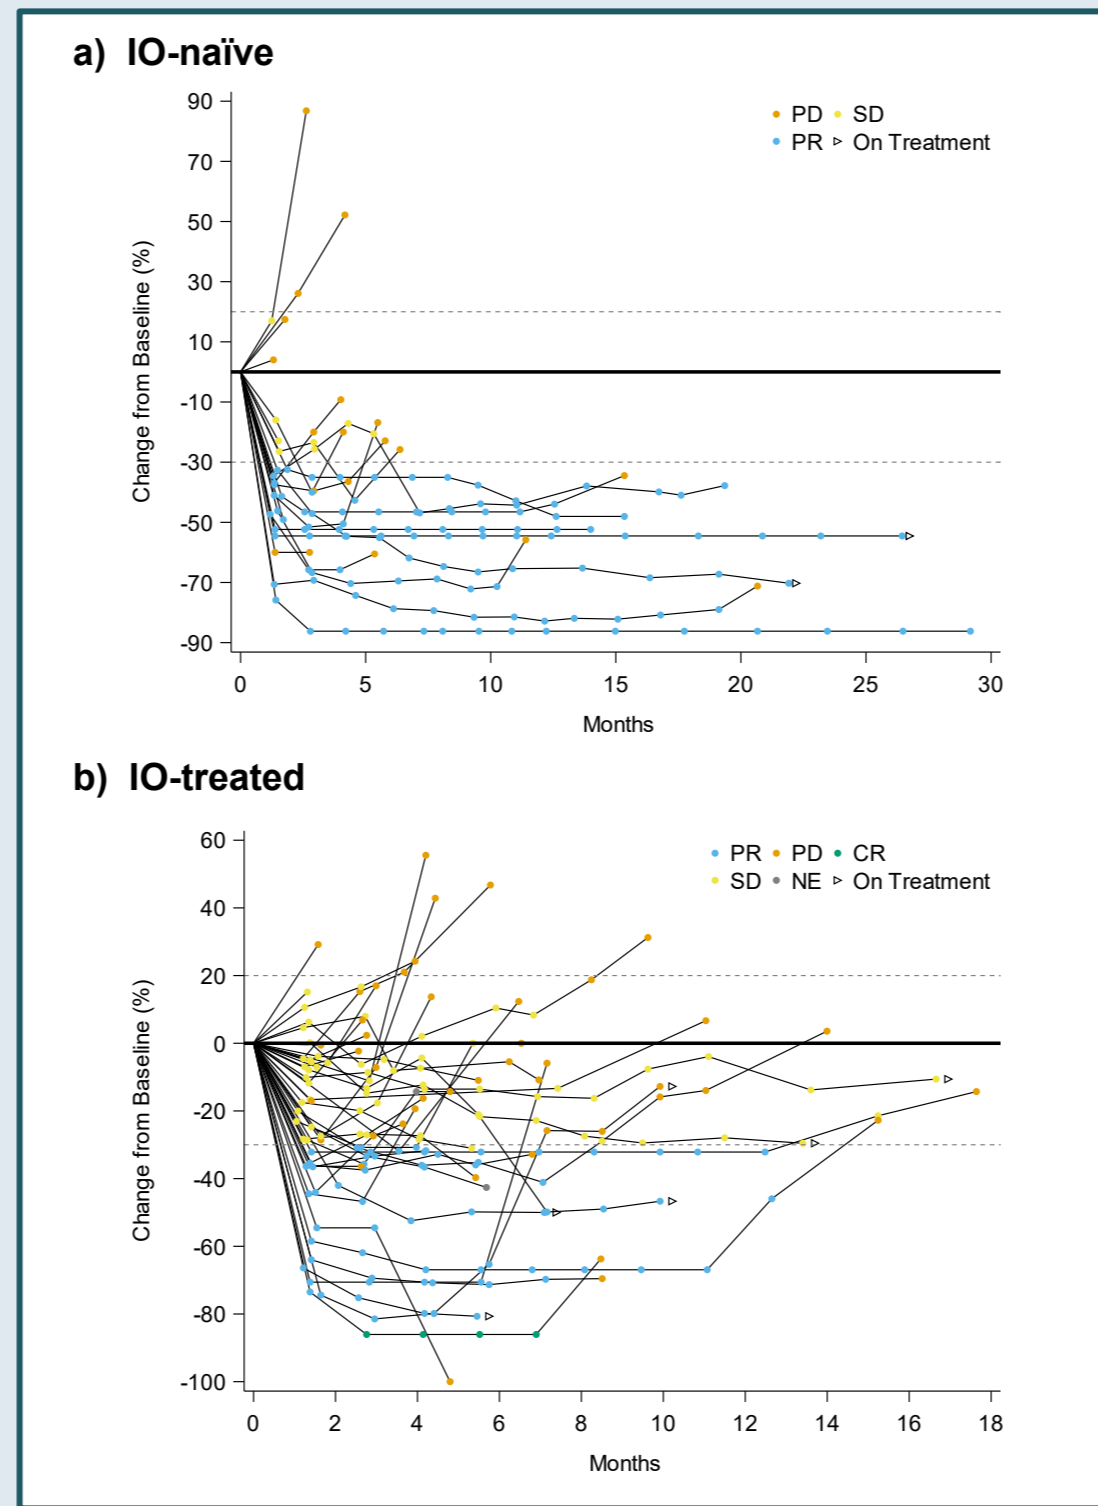 a) IO-naïve
PD SD
PR On Treatment
Change from Baseline (%)
90
70
50
30
10
-10
-30
-50
-70
-90
0 5 10 15 20 25 30
Months
b) IO-treated
PR PD CR
SD NE On Treatment
Change from Baseline (%)
60
40
20
0
-20
-40
-60
-80
-100
0 2 4 6 8 10 12 14 16 18
Months